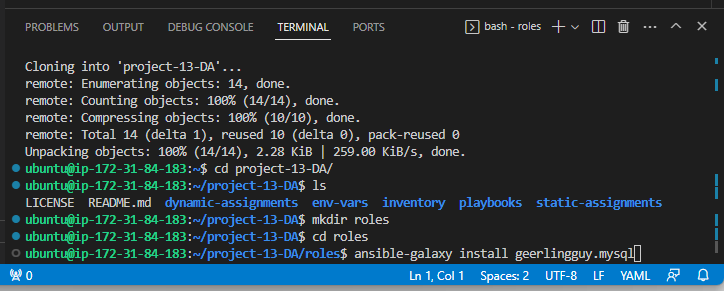 PROBLEMS OUTPUT DEBUG CONSOLE TERMINAL PORTS bash - roles
Cloning into 'project-13-DA'...
remote: Enumerating objects: 14, done.
remote: Counting objects: 100% (14/14), done.
remote: Compressing objects: 100% (10/10), done.
remote: Total 14 (delta 1), reused 10 (delta 0), pack-reused 0
Unpacking objects: 100% (14/14), 2.28 KiB | 259.00 KiB/s, done.
ubuntu@ip-172-31-84-183:~$ cd project-13-DA/
ubuntu@ip-172-31-84-183:~/project-13-DA$ ls
LICENSE README.md dynamic-assignments env-vars inventory playbooks static-assignments
ubuntu@ip-172-31-84-183:~/project-13-DA$ mkdir roles
ubuntu@ip-172-31-84-183:~/project-13-DA$ cd roles
ubuntu@ip-172-31-84-183:~/project-13-DA/roles$ ansible-galaxy install geerlingguy.mysql
0 Ln 1, Col 1 Spaces: 2 UTF-8 LF YAML